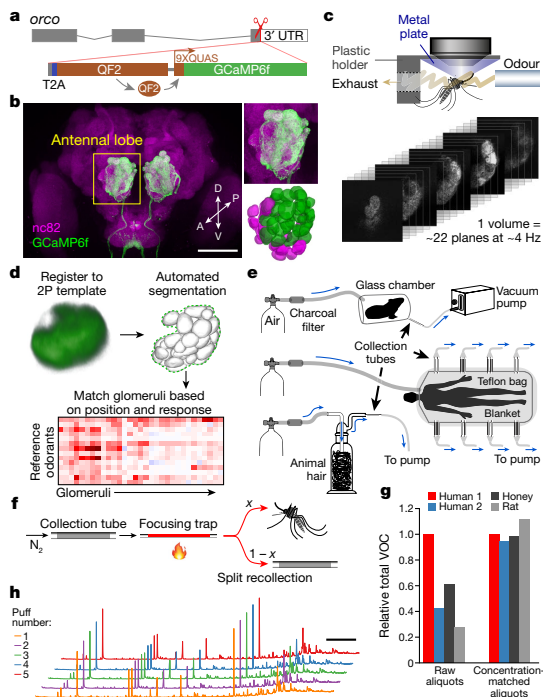 a
orco
3′ UTR
9XQUAS
QF2
GCaMP6f
T2A
QF2
b
Antennal lobe
D
P
A
V
nc82
GCaMP6f
c
Metal
plate
Plastic
holder
Odour
Exhaust
1 volume =
~22 planes at ~4 Hz
d
Register to
2P template
Automated
segmentation
Match glomeruli based
on position and response
Reference
odorants
Glomeruli
e
Glass chamber
Vacuum
pump
Air
Charcoal
filter
Collection
tubes
Teflon bag
Blanket
Animal
hair
To pump
To pump
f
Collection tube
Focusing trap
x
N2
1 − x
Split recollection
g
Human 1
Honey
Human 2
Rat
Relative total VOC
1.2
1.0
0.8
0.6
0.4
0.2
0
Raw
aliquots
Concentration-
matched
aliquots
h
Puff
number:
1
2
3
4
5